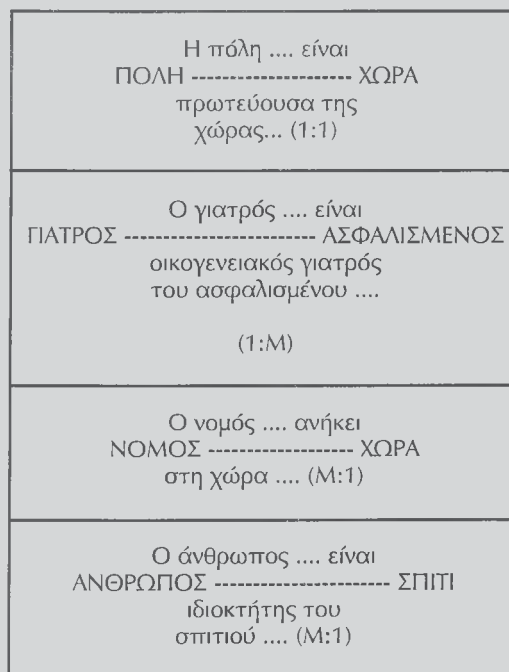 Η πόλη .... είναι
ΠΟΛΗ --------------------- ΧΩΡΑ
πρωτεύουσα της
χώρας... (1:1)
Ο γιατρός .... είναι
ΓΙΑΤΡΟΣ ------------------------- ΑΣΦΑΛΙΣΜΕΝΟΣ
οικογενειακός γιατρός
του ασφαλισμένου ....
(1:Μ)
Ο νομός .... ανήκει
ΝΟΜΟΣ ------------------- ΧΩΡΑ
στη χώρα .... (Μ:1)
Ο άνθρωπος .... είναι
ΑΝΘΡΩΠΟΣ ----------------------- ΣΠΙΤΙ
ιδιοκτήτης του
σπιτιού .... (Μ:1)